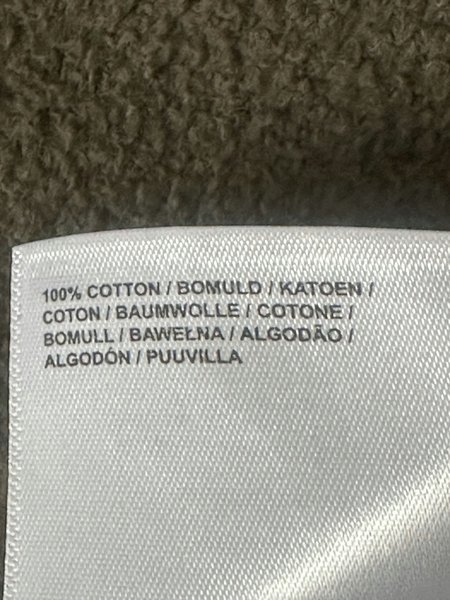 100% COTTON / BOMULD / KATOEN /
COTON / BAUMWOLLE / COTONE /
BOMULL / BAWEŁNA / ALGODÃO /
ALGODÓN / PUUVILLA